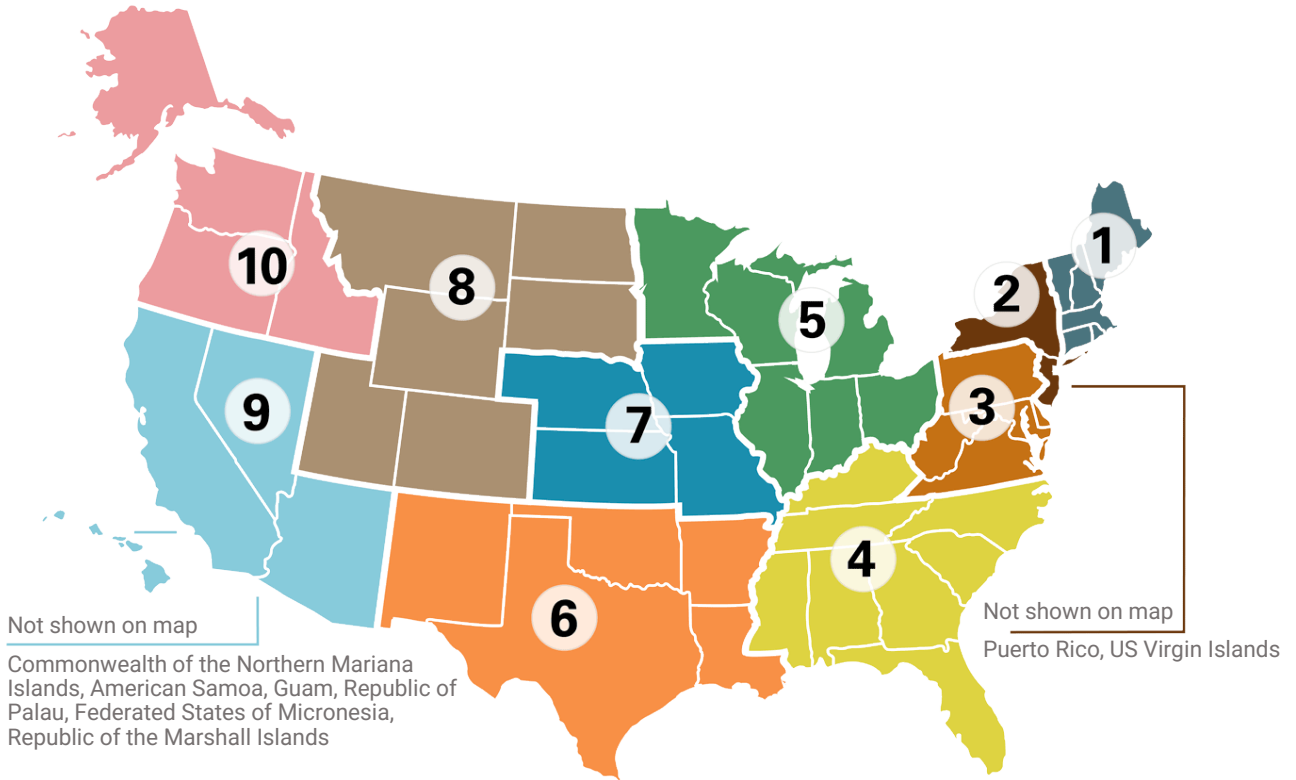 1
2
10
8
5
3
9
7
4
6
Not shown on map
Commonwealth of the Northern Mariana
Islands, American Samoa, Guam, Republic of
Palau, Federated States of Micronesia,
Republic of the Marshall Islands
Not shown on map
Puerto Rico, US Virgin Islands